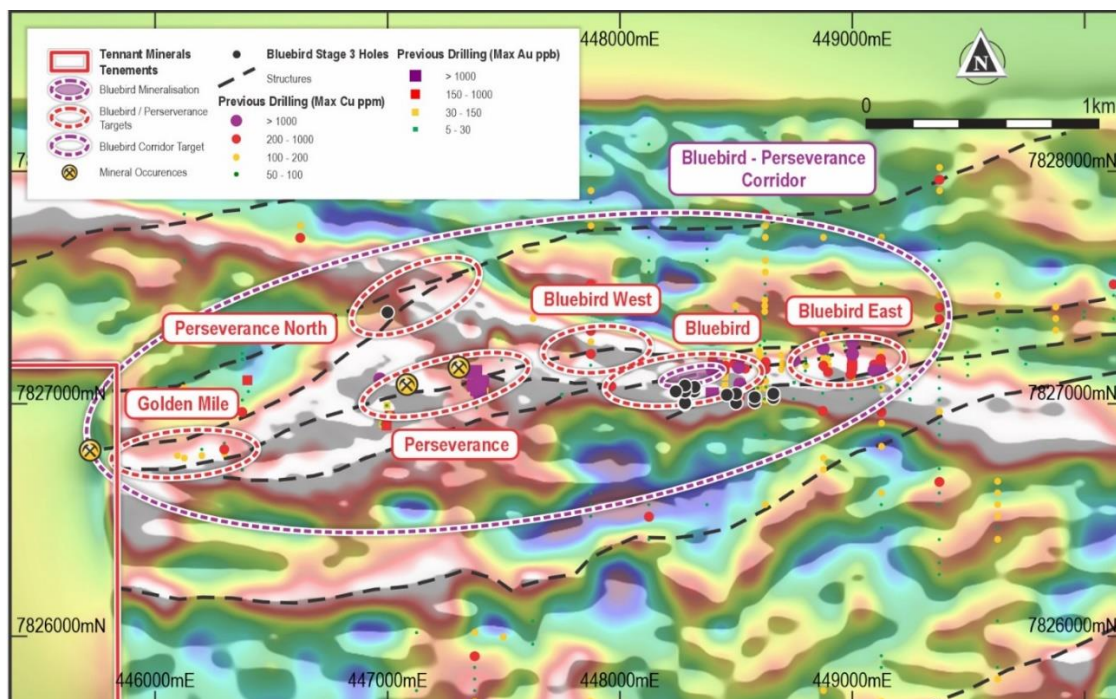 448000mE
449000mE
Tennant Minerals
Tenements
Bluebird Mineralisation
Bluebird / Perserverance
Targets
Bluebird Corridor Target
Mineral Occurences
Bluebird Stage 3 Holes
Structures
Previous Drilling (Max Cu ppm)
> 1000
200 - 1000
100 - 200
50 - 100
Previous Drilling (Max Au ppb)
> 1000
150 - 1000
30 - 150
5 - 30
N
0
1km
7828000mN
Bluebird - Perseverance
Corridor
Bluebird West
Bluebird
Bluebird East
Perseverance North
7827000mN
7827000mN
Golden Mile
Perseverance
7826000mN
7826000mN
446000mE
447000mE
448000mE
449000mE